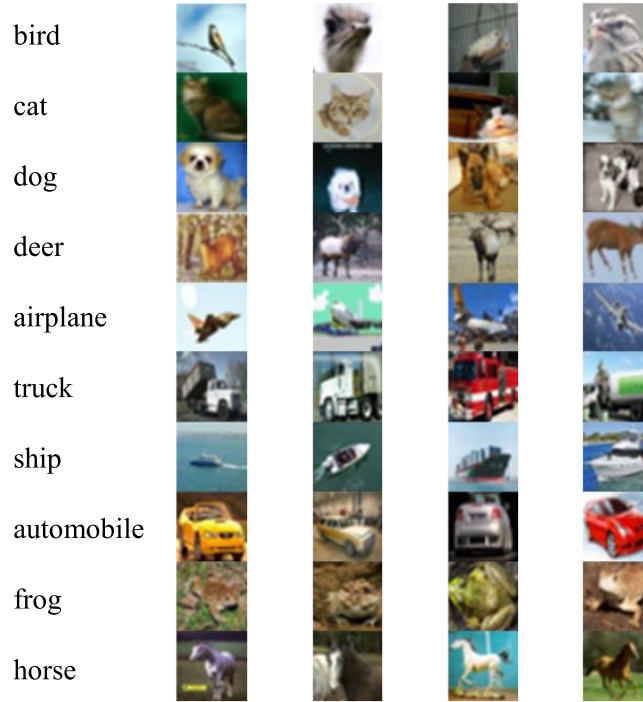 bird
cat
dog
deer
airplane
truck
ship
automobile
frog
horse